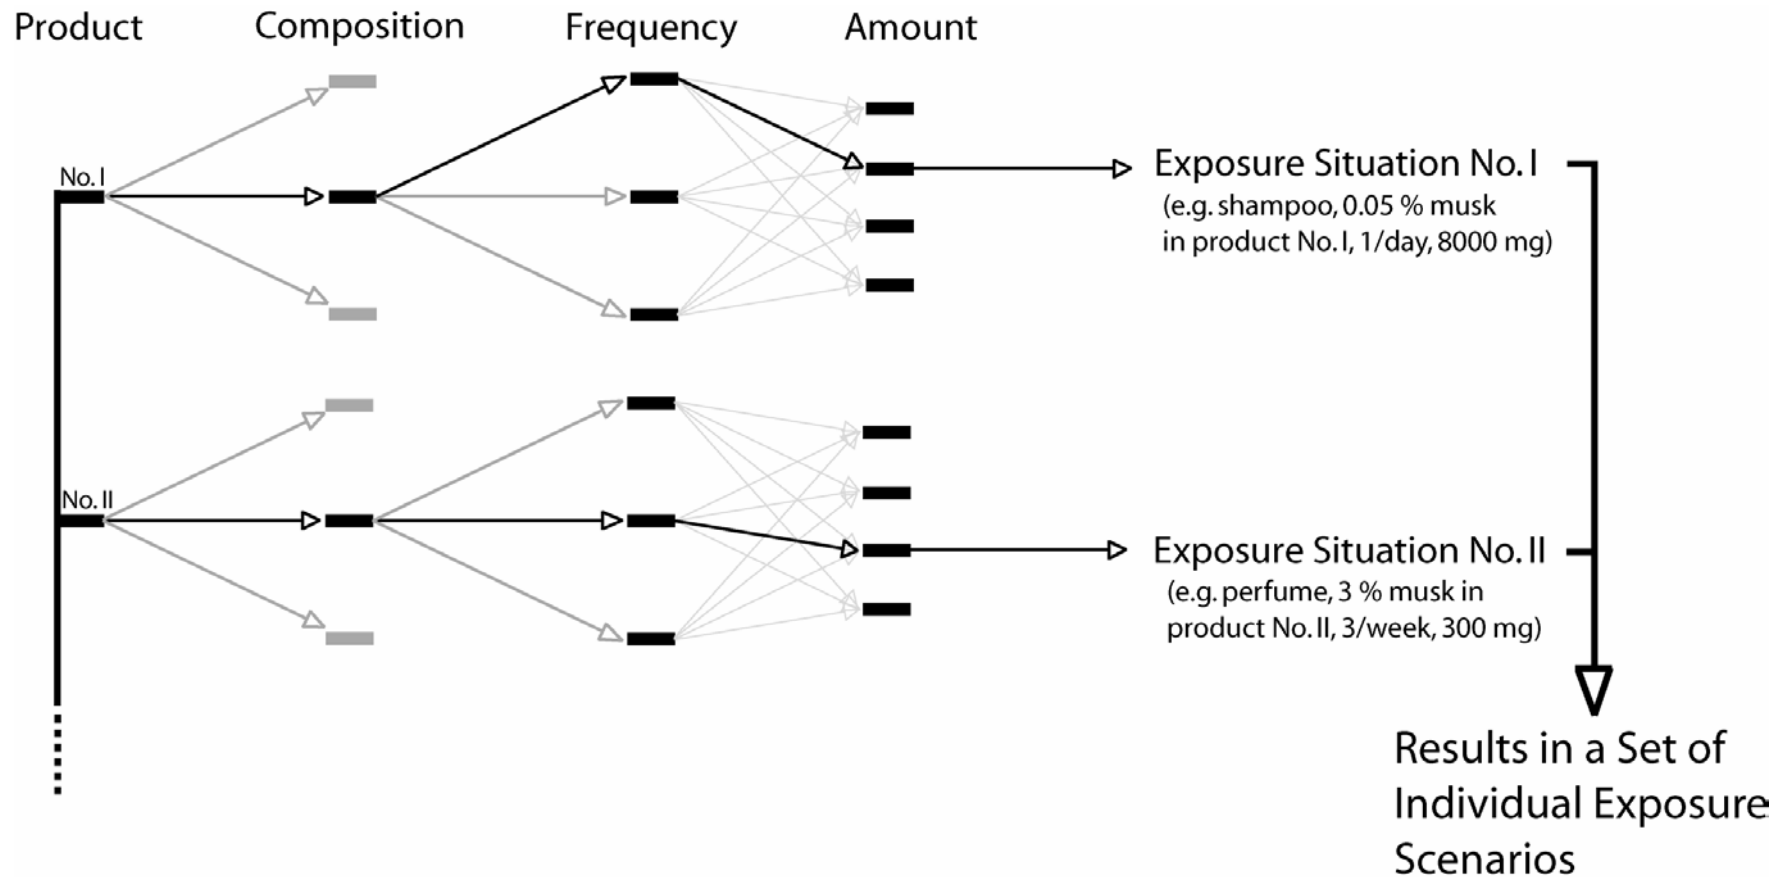 Product Composition Frequency Amount
No. I
Exposure Situation No. I
(e.g. shampoo, 0.05 % musk
in product No. I, 1/day, 8000 mg)
No. II
Exposure Situation No. II
(e.g. perfume, 3 % musk in
product No. II, 3/week, 300 mg)
Results in a Set of
Individual Exposure
Scenarios